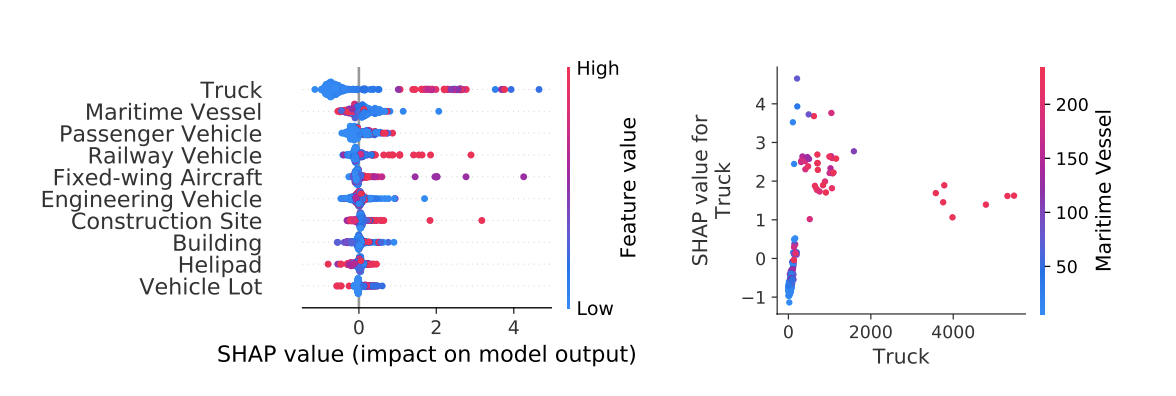 Truck
Maritime Vessel
Passenger Vehicle
Railway Vehicle
Fixed-wing Aircraft
Engineering Vehicle
Construction Site
Building
Helipad
Vehicle Lot
0 2 4
SHAP value (impact on model output)
High
Low
Feature value
SHAP value for
Truck
4
3
2
1
0
−1
0 2000 4000
Truck
200
150
100
50
Maritime Vessel